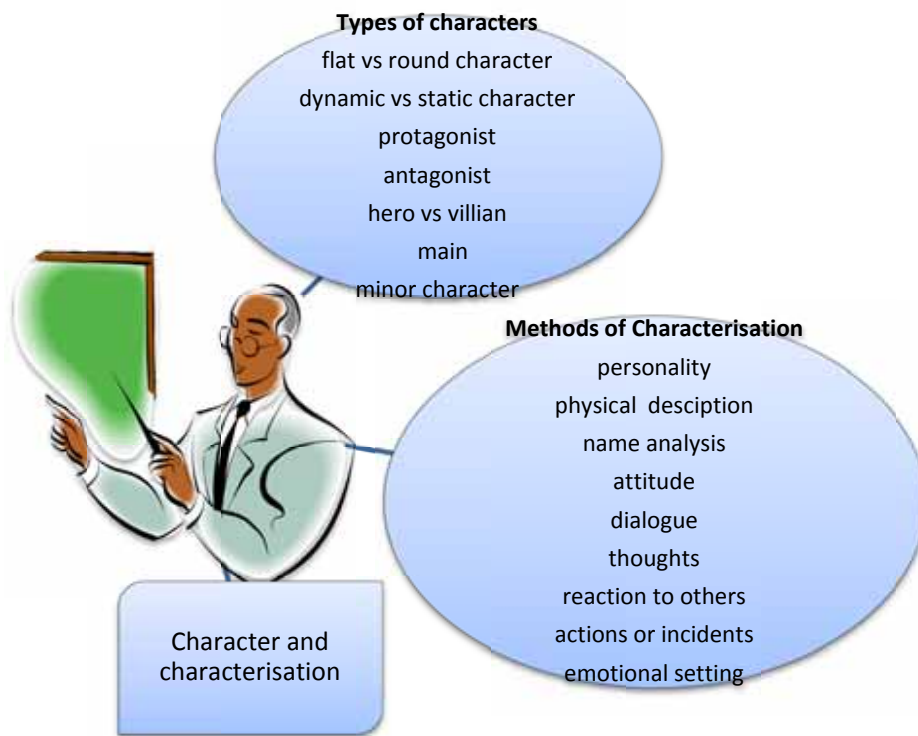 Types of characters
flat vs round character
dynamic vs static character
protagonist
antagonist
hero vs villian
main
minor character
Methods of Characterisation
personality
physical  desciption
name analysis
attitude
dialogue
thoughts
reaction to others
actions or incidents
emotional setting
Character and
characterisation